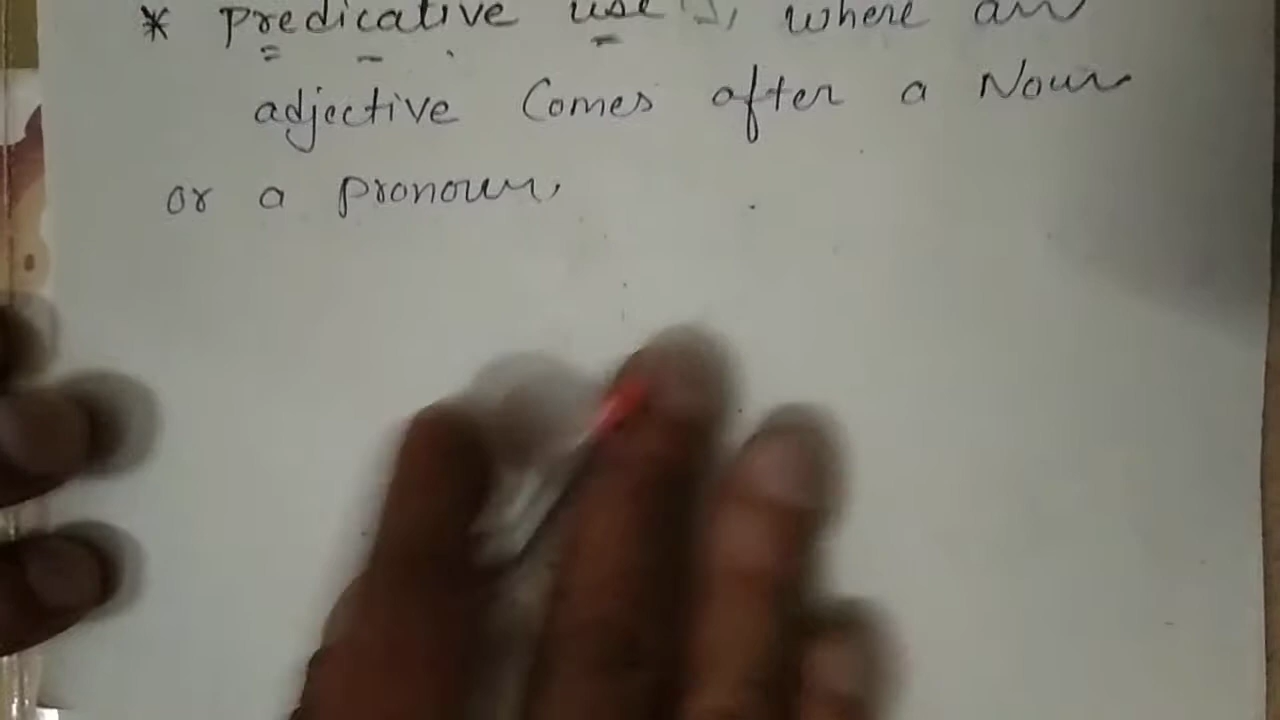 * predicative use is, where an
adjective Comes after a Noun
or a pronoun,